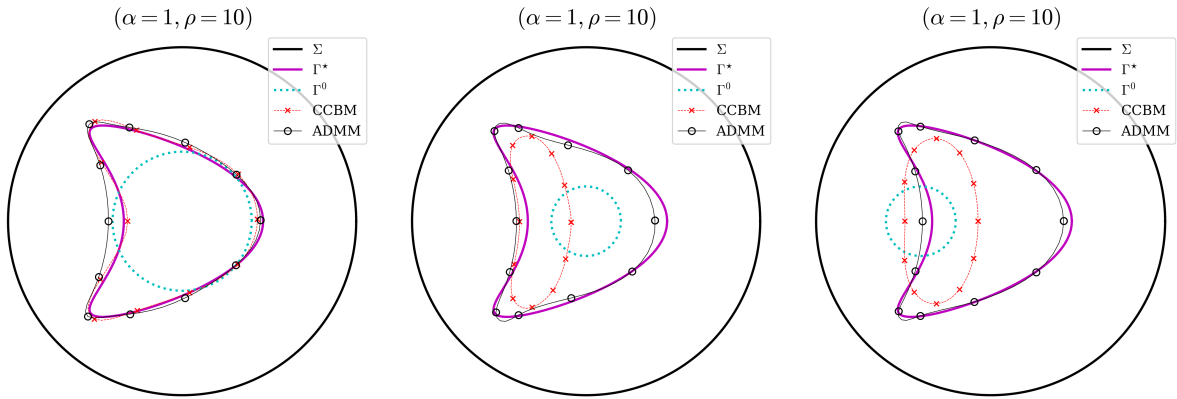 (α = 1, ρ = 10)
Σ
Γ⋆
Γ⁰
CCBM
ADMM
(α = 1, ρ = 10)
Σ
Γ⋆
Γ⁰
CCBM
ADMM
(α = 1, ρ = 10)
Σ
Γ⋆
Γ⁰
CCBM
ADMM